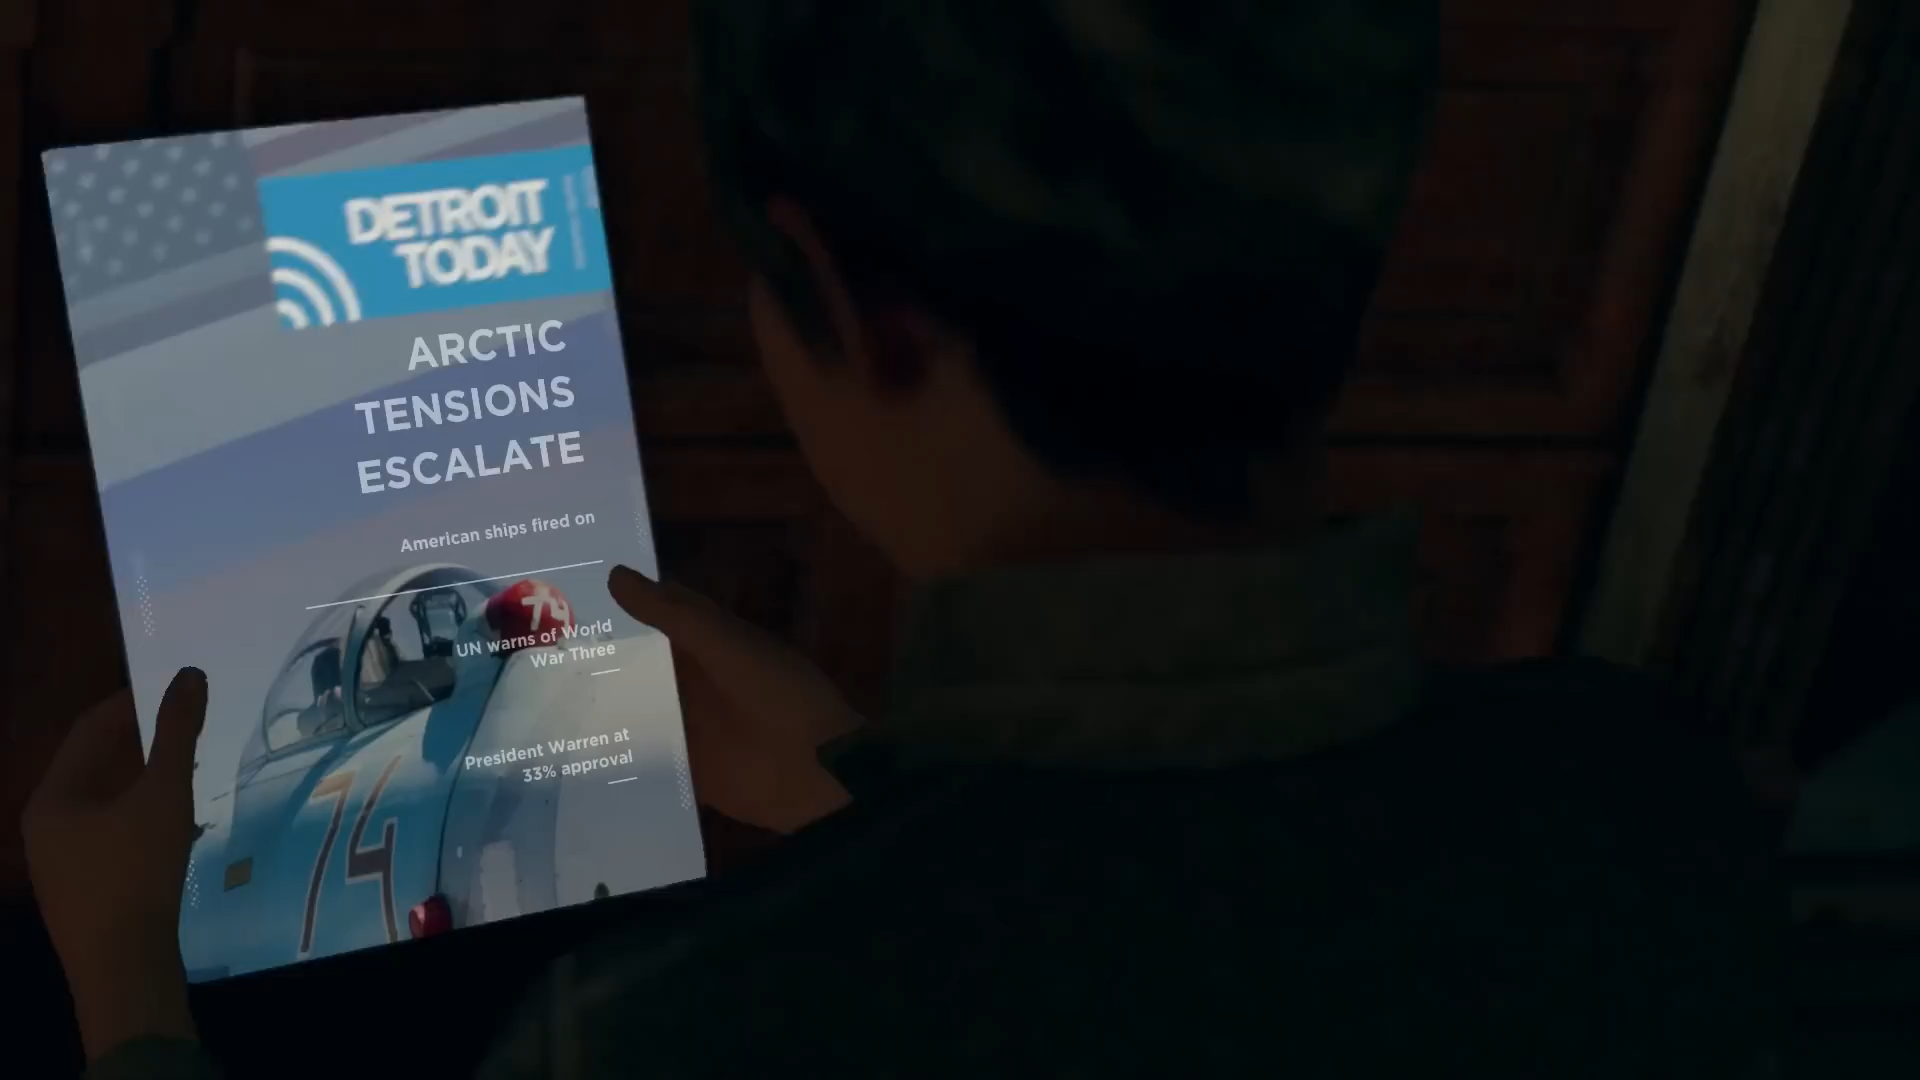 DETROIT
TODAY
ARCTIC
TENSIONS
ESCALATE
American ships fired on
74
UN warns of World
War Three
President Warren at
33% approval
74